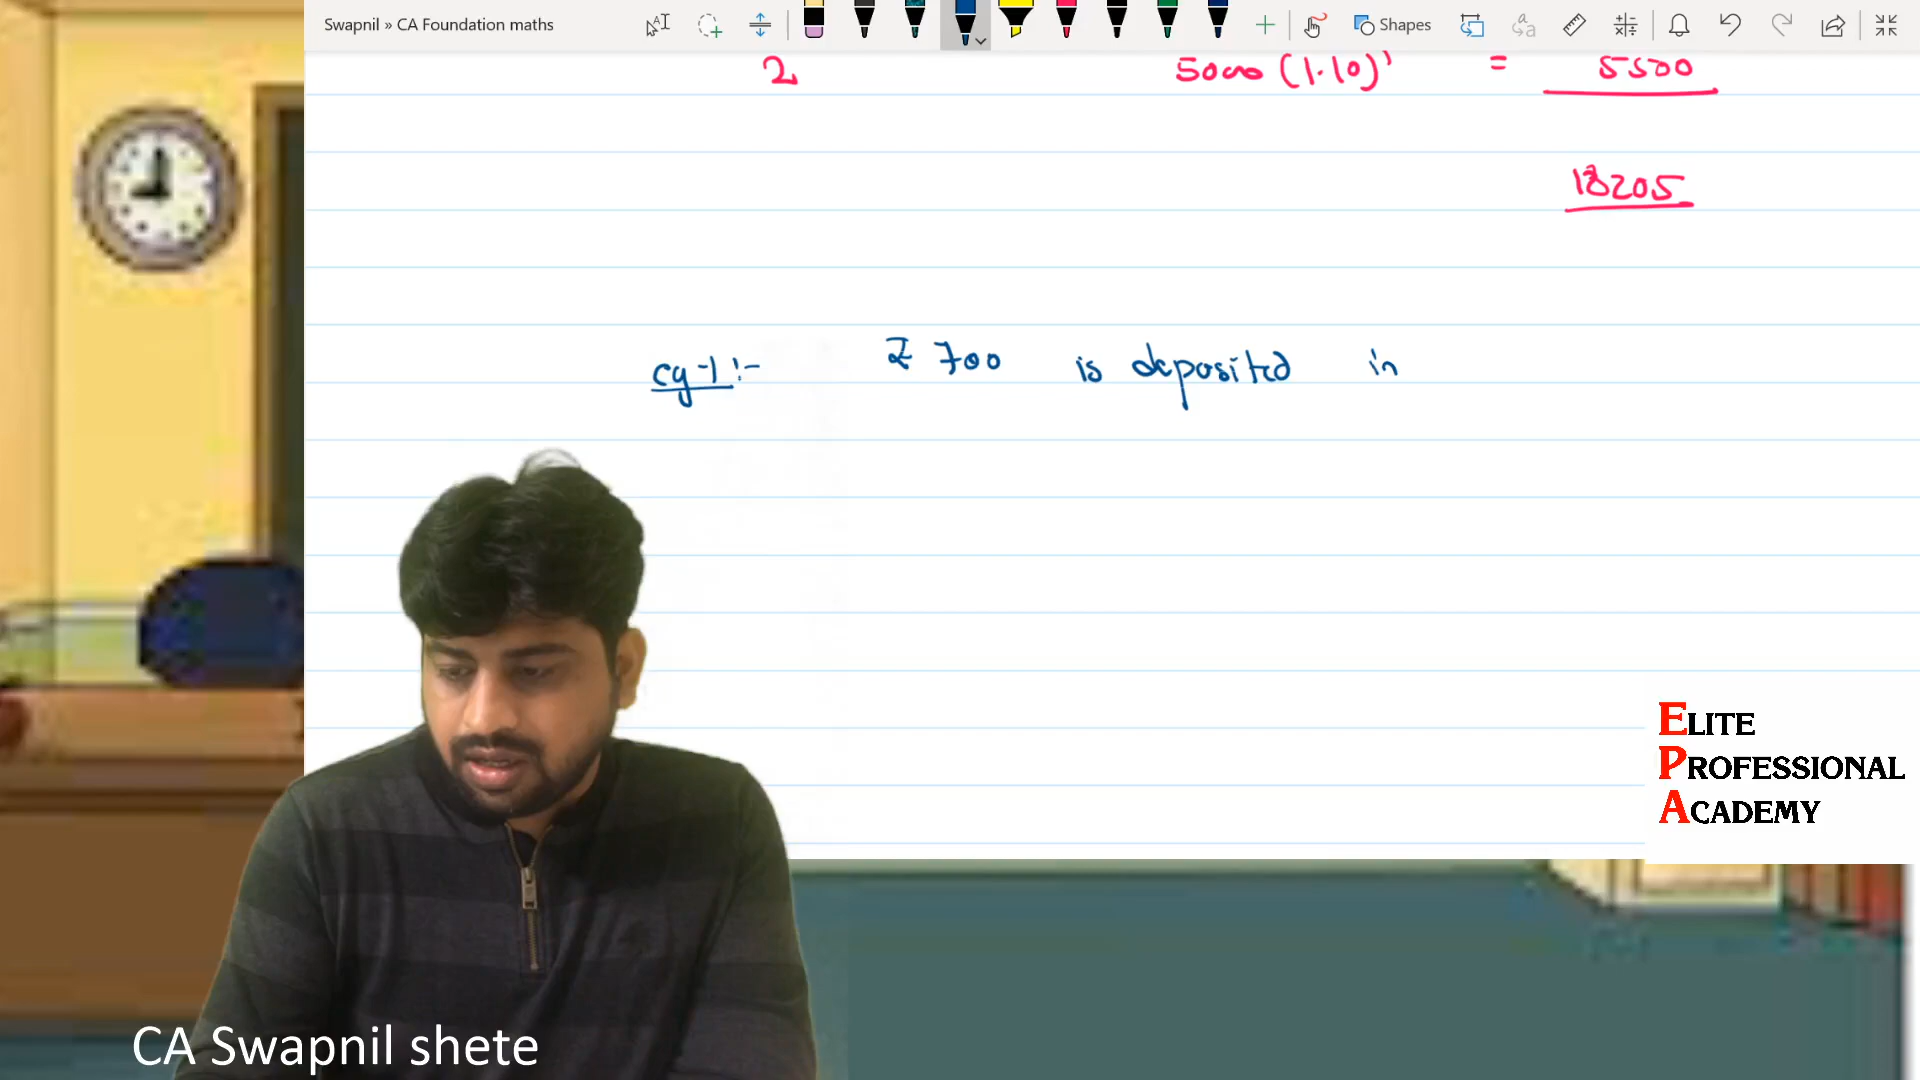 Swapnil » CA Foundation maths
Shapes
2 5000 (1.10)¹ = 5500
18205
eg-1 :- ₹ 700 is deposited in
ELITE
PROFESSIONAL
ACADEMY
CA Swapnil shete